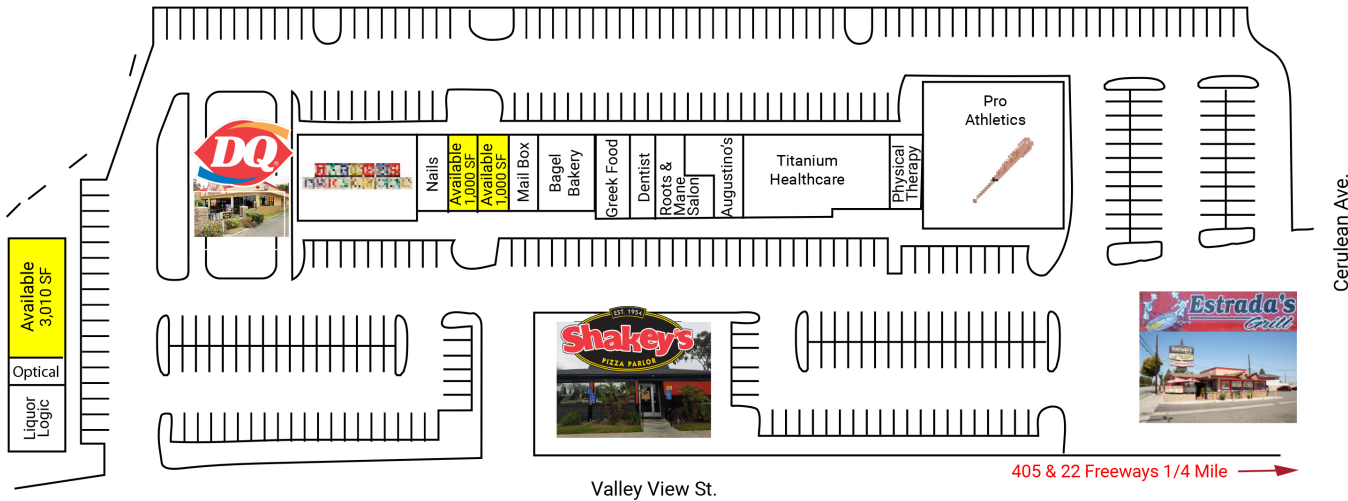 DQ
Nails
Available
1,000 SF
Available
1,000 SF
Mail Box
Bagel
Bakery
Greek Food
Dentist
Roots &
Mane
Salon
Augustino's
Titanium
Healthcare
Physical
Therapy
Pro
Athletics
Available
3,010 SF
Optical
Liquor
Logic
EST. 1954
Shakey's
PIZZA PARLOR
Estrada's
Grill
Cerulean Ave.
405 & 22 Freeways 1/4 Mile
Valley View St.